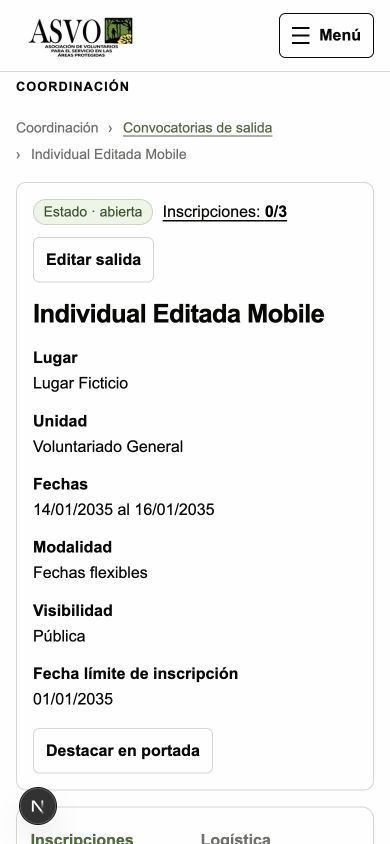 ASVO
ASOCIACIÓN DE VOLUNTARIOS
PARA EL SERVICIO EN LAS
ÁREAS PROTEGIDAS
Menú
COORDINACIÓN
Coordinación › Convocatorias de salida
› Individual Editada Mobile
Estado · abierta
Inscripciones: 0/3
Editar salida
Individual Editada Mobile
Lugar
Lugar Ficticio
Unidad
Voluntariado General
Fechas
14/01/2035 al 16/01/2035
Modalidad
Fechas flexibles
Visibilidad
Pública
Fecha límite de inscripción
01/01/2035
Destacar en portada
N
Inscripciones Logística